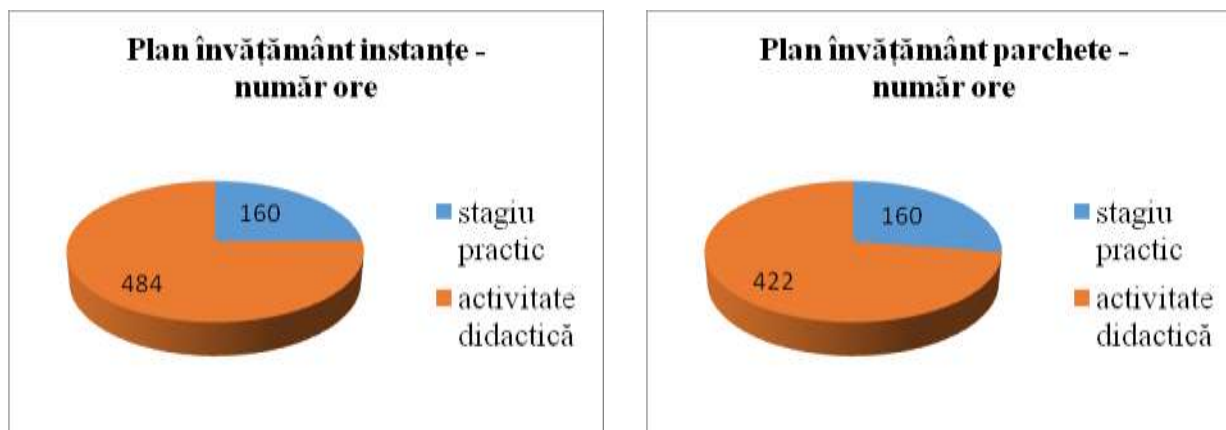 Plan învățământ instanțe -
număr ore
160
484
stagiu
practic
activitate
didactică
Plan învățământ parchete -
număr ore
160
422
stagiu
practic
activitate
didactică